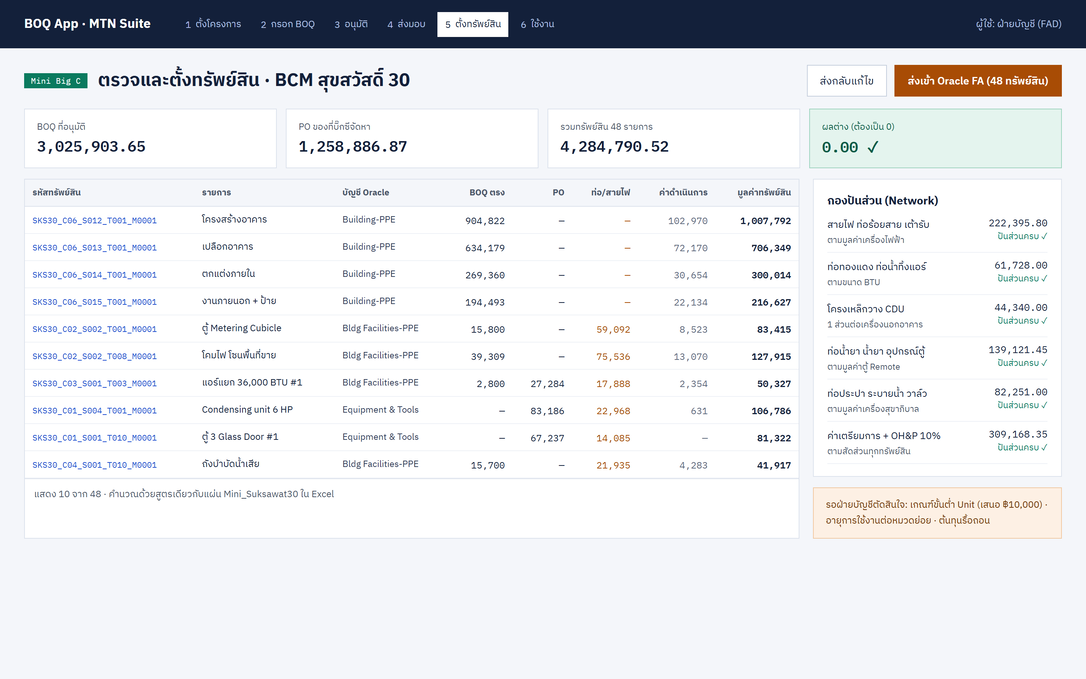 BOQ App · MTN Suite
1 ตั้งโครงการ
2 กรอก BOQ
3 อนุมัติ
4 ส่งมอบ
5 ตั้งทรัพย์สิน
6 ใช้งาน
ผู้ใช้: ฝ่ายบัญชี (FAD)
Mini Big C ตรวจและตั้งทรัพย์สิน · BCM สุขสวัสดิ์ 30
ส่งกลับแก้ไข
ส่งเข้า Oracle FA (48 ทรัพย์สิน)
BOQ ที่อนุมัติ
3,025,903.65
PO ของที่บิ๊กซีจัดหา
1,258,886.87
รวมทรัพย์สิน 48 รายการ
4,284,790.52
ผลต่าง (ต้องเป็น 0)
0.00 ✓
รหัสทรัพย์สิน รายการ บัญชี Oracle BOQ ตรง PO ท่อ/สายไฟ ค่าดำเนินการ มูลค่าทรัพย์สิน
SKS30_C06_S012_T001_M0001 โครงสร้างอาคาร Building-PPE 904,822 — — 102,970 1,007,792
SKS30_C06_S013_T001_M0001 เปลือกอาคาร Building-PPE 634,179 — — 72,170 706,349
SKS30_C06_S014_T001_M0001 ตกแต่งภายใน Building-PPE 269,360 — — 30,654 300,014
SKS30_C06_S015_T001_M0001 งานภายนอก + ป้าย Building-PPE 194,493 — — 22,134 216,627
SKS30_C02_S002_T001_M0001 ตู้ Metering Cubicle Bldg Facilities-PPE 15,800 — 59,092 8,523 83,415
SKS30_C02_S002_T008_M0001 โคมไฟ โซนพื้นที่ขาย Bldg Facilities-PPE 39,309 — 75,536 13,070 127,915
SKS30_C03_S001_T003_M0001 แอร์แยก 36,000 BTU #1 Bldg Facilities-PPE 2,800 27,284 17,888 2,354 50,327
SKS30_C01_S004_T001_M0001 Condensing unit 6 HP Equipment & Tools — 83,186 22,968 631 106,786
SKS30_C01_S001_T010_M0001 ตู้ 3 Glass Door #1 Equipment & Tools — 67,237 14,085 — 81,322
SKS30_C04_S001_T010_M0001 ถังบำบัดน้ำเสีย Bldg Facilities-PPE 15,700 — 21,935 4,283 41,917
แสดง 10 จาก 48 · คำนวณด้วยสูตรเดียวกับแผ่น Mini_Suksawat30 ใน Excel
กองปันส่วน (Network)
สายไฟ ท่อร้อยสาย เต้ารับ 222,395.80
ตามมูลค่าเครื่องไฟฟ้า ปันส่วนครบ ✓
ท่อทองแดง ท่อน้ำทิ้งแอร์ 61,728.00
ตามขนาด BTU ปันส่วนครบ ✓
โครงเหล็กวาง CDU 44,340.00
1 ส่วนต่อเครื่องนอกอาคาร ปันส่วนครบ ✓
ท่อน้ำยา น้ำยา อุปกรณ์ตู้ 139,121.45
ตามมูลค่าตู้ Remote ปันส่วนครบ ✓
ท่อประปา ระบายน้ำ วาล์ว 82,251.00
ตามมูลค่าเครื่องสุขาภิบาล ปันส่วนครบ ✓
ค่าเตรียมการ + OH&P 10% 309,168.35
ตามสัดส่วนทุกทรัพย์สิน ปันส่วนครบ ✓
รอฝ่ายบัญชีตัดสินใจ: เกณฑ์ขั้นต่ำ Unit (เสนอ ฿10,000) ·
อายุการใช้งานต่อหมวดย่อย · ต้นทุนรื้อถอน